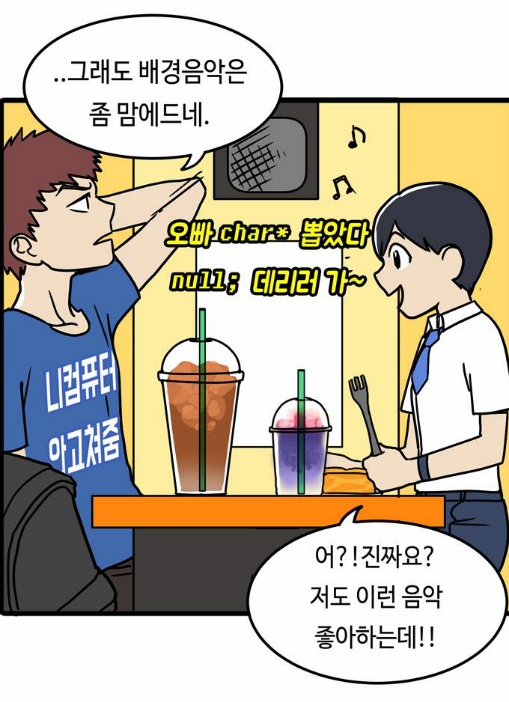 ..그래도 배경음악은
좀 맘에드네.
오빠 char* 뽑았다
null; 데리러 가~
니컴퓨터
안고쳐줌
어?!진짜요?
저도 이런 음악
좋아하는데!!